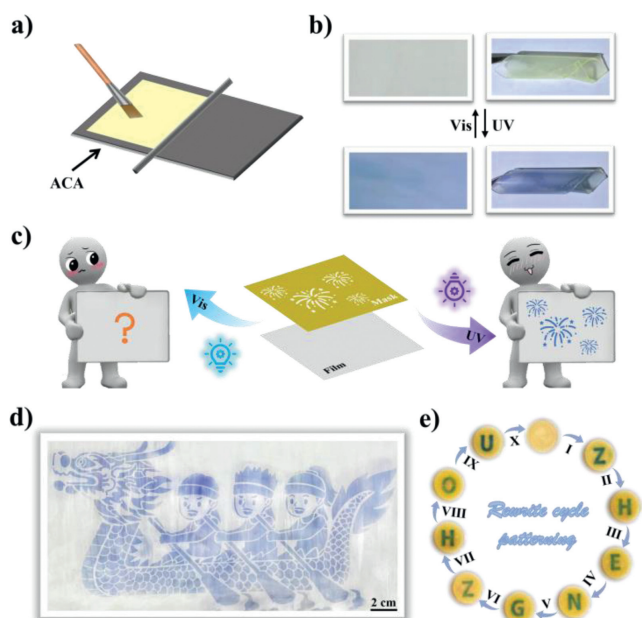 a)
ACA
b)
Vis
UV
c)
?
Vis
Mask
Film
UV
d)
2 cm
e)
I
Z
II
H
III
E
IV
N
V
G
VI
Z
VII
H
VIII
O
IX
U
X
Rewrite cycle
patterning